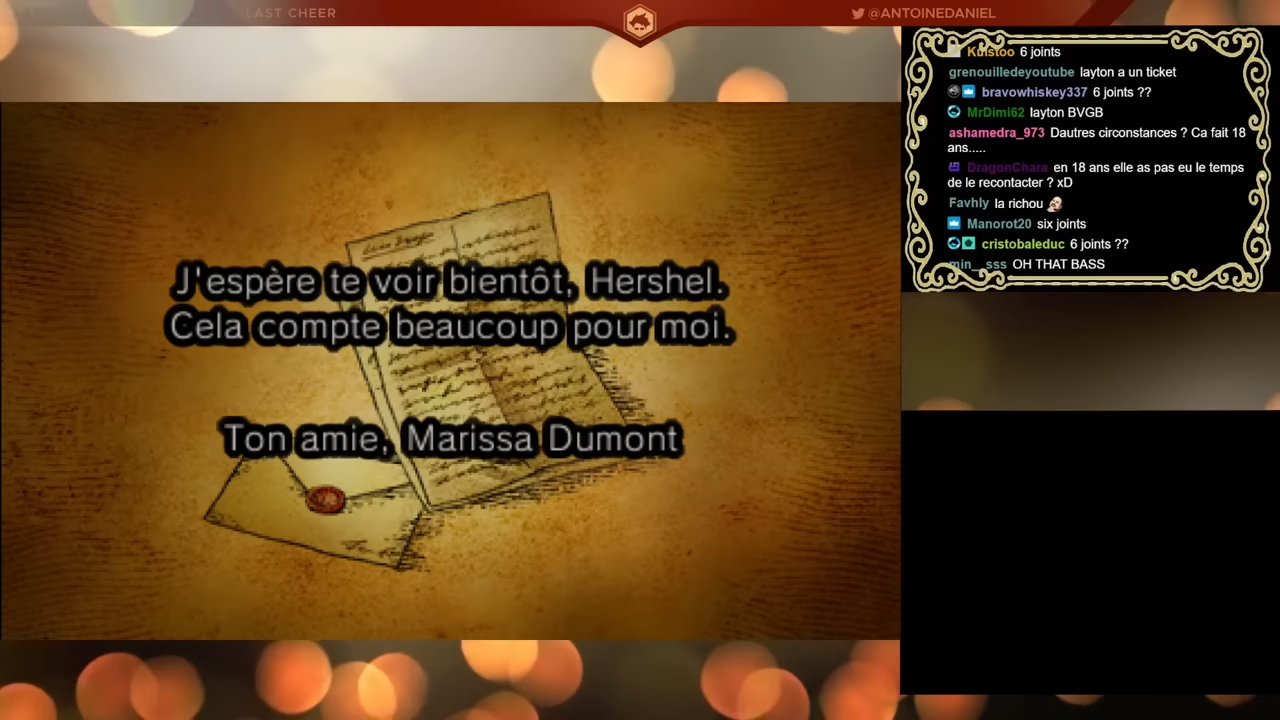 LAST CHEER
@ANTOINEDANIEL
J'espère te voir bientôt, Hershel.
Cela compte beaucoup pour moi.
Ton amie, Marissa Dumont
Kuistoo 6 joints
grenouilledeyoutube layton a un ticket
bravowhiskey337 6 joints ??
MrDimi62 layton BVGB
ashamedra_973 Dautres circonstances ? Ca fait 18
ans.....
DragonChara en 18 ans elle as pas eu le temps
de le recontacter ? xD
Favhly la richou
Manorot20 six joints
cristobaleduc 6 joints ??
min__sss OH THAT BASS